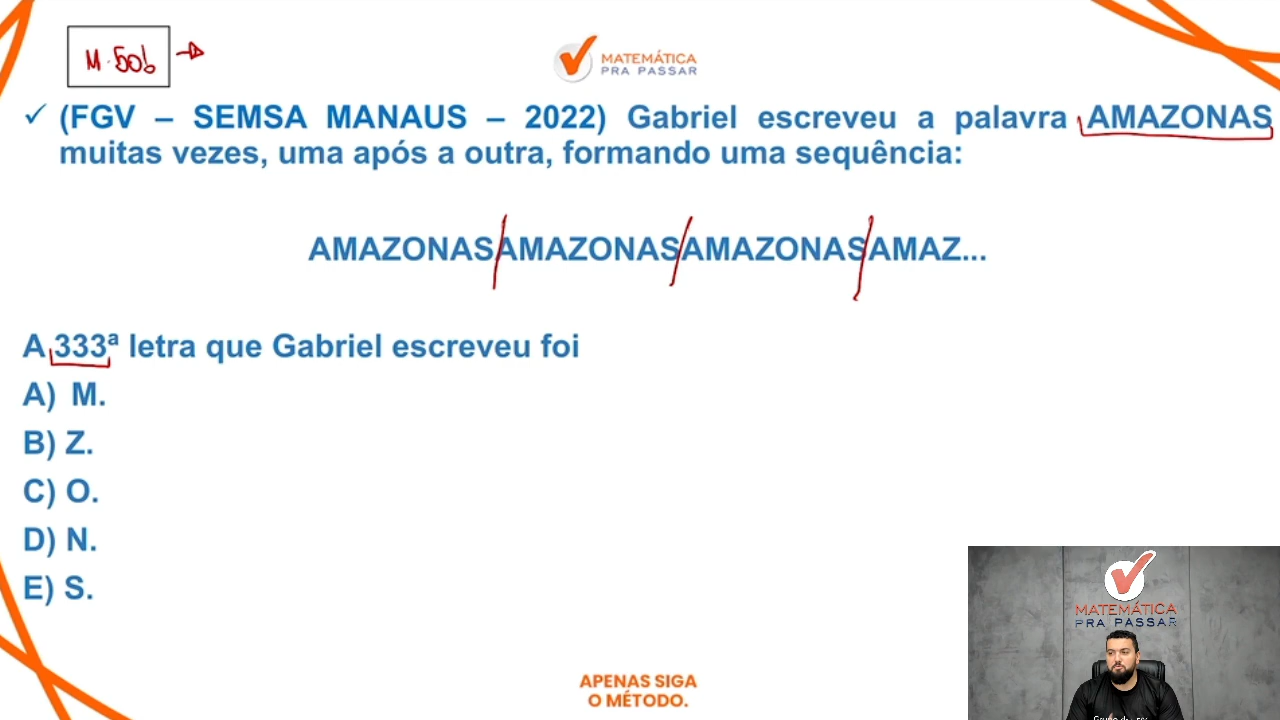 M.50!
MATEMÁTICA
PRA PASSAR
✓ (FGV – SEMSA MANAUS – 2022) Gabriel escreveu a palavra AMAZONAS
muitas vezes, uma após a outra, formando uma sequência:
AMAZONASAMAZONASAMAZONASAMAZ...
A 333ª letra que Gabriel escreveu foi
A) M.
B) Z.
C) O.
D) N.
E) S.
MATEMÁTICA
PRA PASSAR
APENAS SIGA
O MÉTODO.